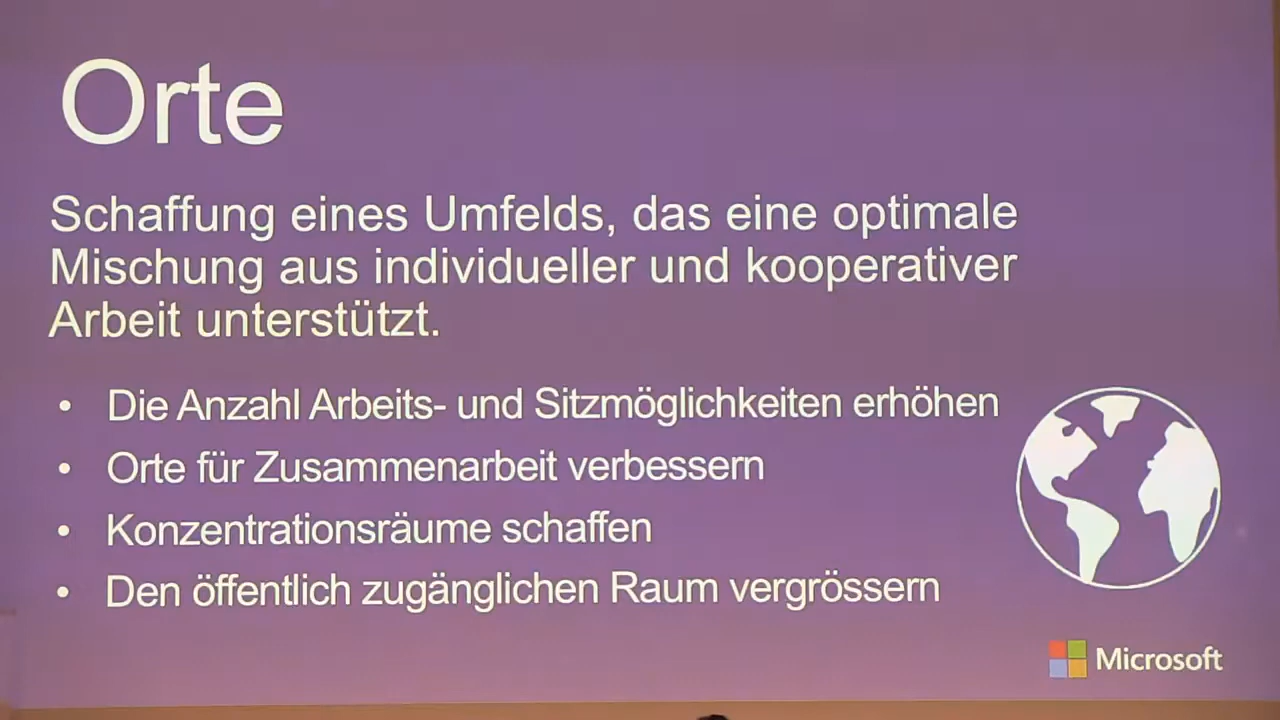 Orte
Schaffung eines Umfelds, das eine optimale
Mischung aus individueller und kooperativer
Arbeit unterstützt.
• Die Anzahl Arbeits- und Sitzmöglichkeiten erhöhen
• Orte für Zusammenarbeit verbessern
• Konzentrationsräume schaffen
• Den öffentlich zugänglichen Raum vergrössern
Microsoft